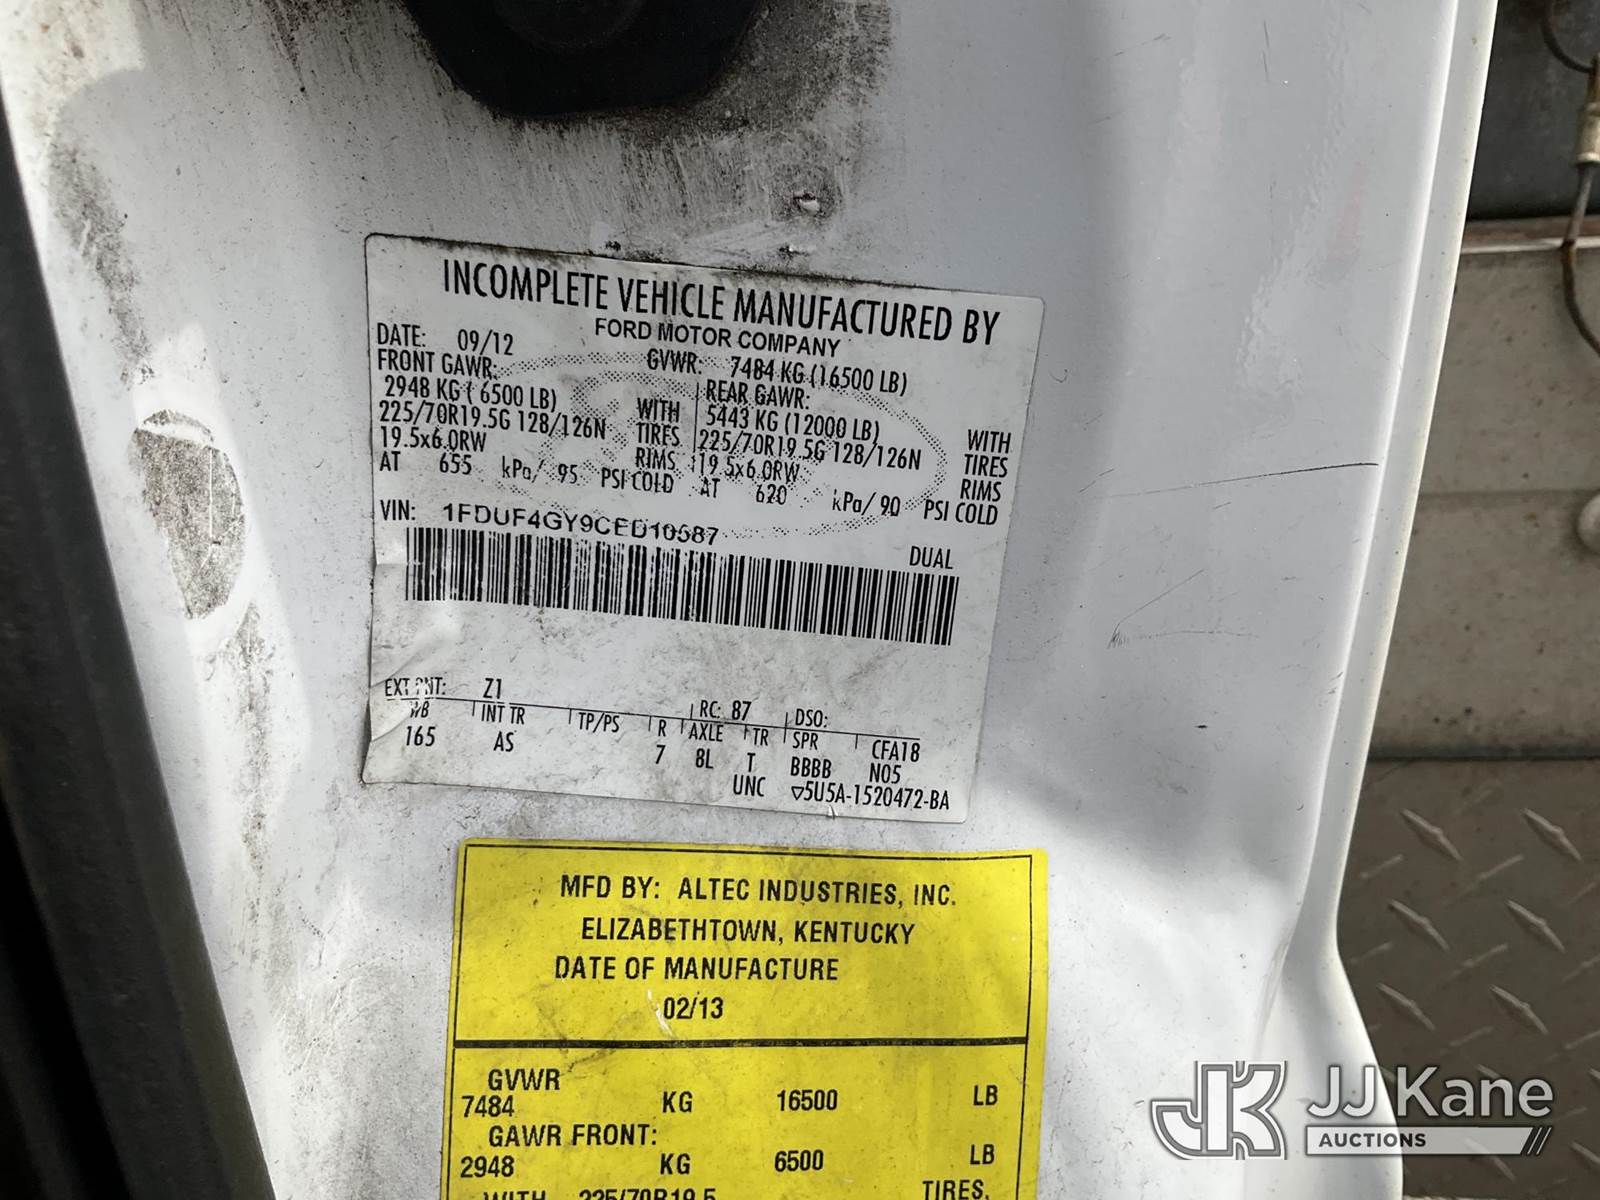 INCOMPLETE VEHICLE MANUFACTURED BY
FORD MOTOR COMPANY
DATE: 09/12 GVWR: 7484 KG (16500 LB)
FRONT GAWR: REAR GAWR:
2948 KG ( 6500 LB) WITH 5443 KG (12000 LB) WITH
225/70R19.5G 128/126N TIRES 225/70R19.5G 128/126N TIRES
19.5x6.0RW RIMS 19.5x6.0RW RIMS
AT 655 kPa/ 95 PSI COLD AT 620 kPa/ 90 PSI COLD
VIN: 1FDUF4GY9CED10587
DUAL
EXT PNT: Z1 RC: 87 DSO:
WB INT TR TP/PS R AXLE TR SPR CFA18
165 AS 7 8L T BBBB N05
UNC ▽5U5A-1520472-BA
MFD BY: ALTEC INDUSTRIES, INC.
ELIZABETHTOWN, KENTUCKY
DATE OF MANUFACTURE
02/13
GVWR
7484 KG 16500 LB
GAWR FRONT:
2948 KG 6500 LB
WITH 225/70R19.5 TIRES,
JJ Kane
AUCTIONS